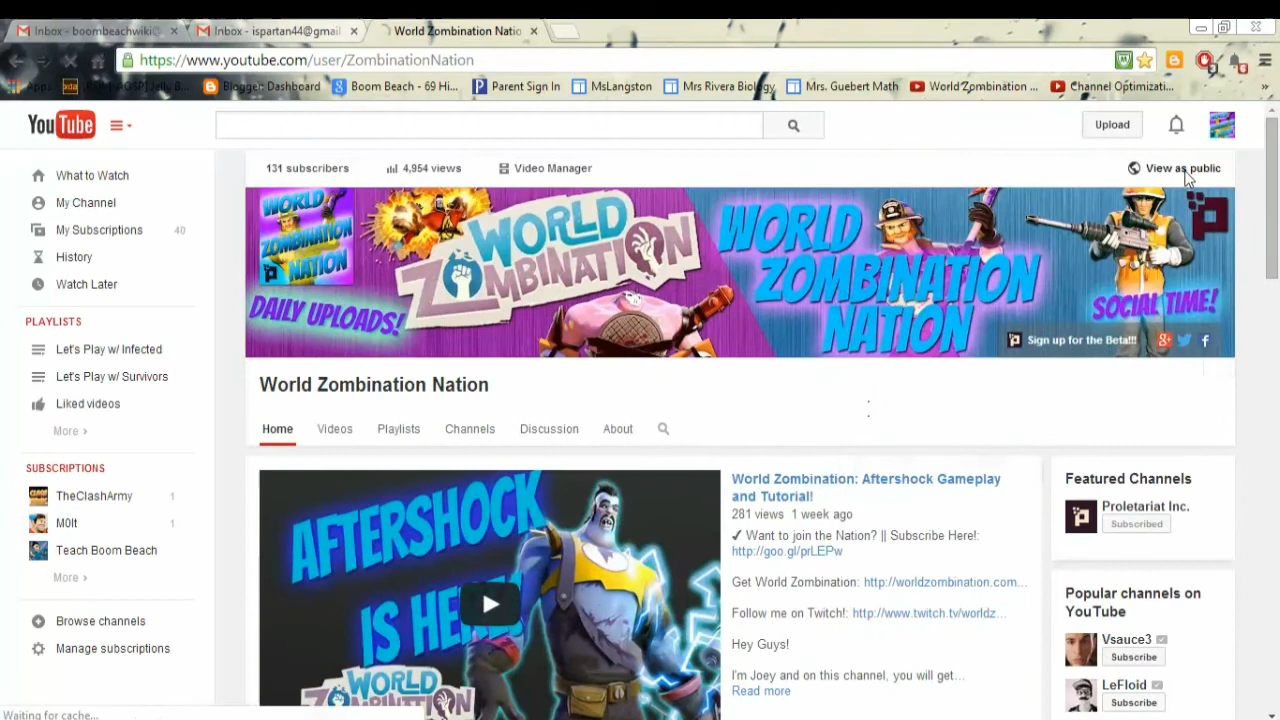 Inbox - boombeachwiki
Inbox - ispartan44@gmail
World Zombination Natio
https://www.youtube.com/user/ZombinationNation
Apps
Blogger: Dashboard
Boom Beach - 69 Hi...
Parent Sign In
MsLangston
Mrs Rivera Biology
Mrs. Guebert Math
World Zombination ...
Channel Optimizati...
»
YouTube
Upload
What to Watch
My Channel
My Subscriptions 40
History
Watch Later
PLAYLISTS
Let's Play w/ Infected
Let's Play w/ Survivors
Liked videos
More ›
SUBSCRIPTIONS
TheClashArmy 1
M0lt 1
Teach Boom Beach
More ›
Browse channels
Manage subscriptions
131 subscribers
4,954 views
Video Manager
View as public
WORLD
ZOMBINATION
NATION
DAILY UPLOADS!
WORLD
ZOMBINATION
WORLD
ZOMBINATION
NATION
SOCIAL TIME!
Sign up for the Beta!!!
World Zombination Nation
Home Videos Playlists Channels Discussion About
AFTERSHOCK
IS HE
WORLD
World Zombination: Aftershock Gameplay
and Tutorial!
281 views 1 week ago
✓ Want to join the Nation? || Subscribe Here!:
http://goo.gl/prLEPw
Get World Zombination: http://worldzombination.com...
Follow me on Twitch!: http://www.twitch.tv/worldz...
Hey Guys!
I'm Joey and on this channel, you will get...
Read more
Featured Channels
Proletariat Inc.
Subscribed
Popular channels on
YouTube
Vsauce3
Subscribe
LeFloid
Subscribe
Waiting for cache...